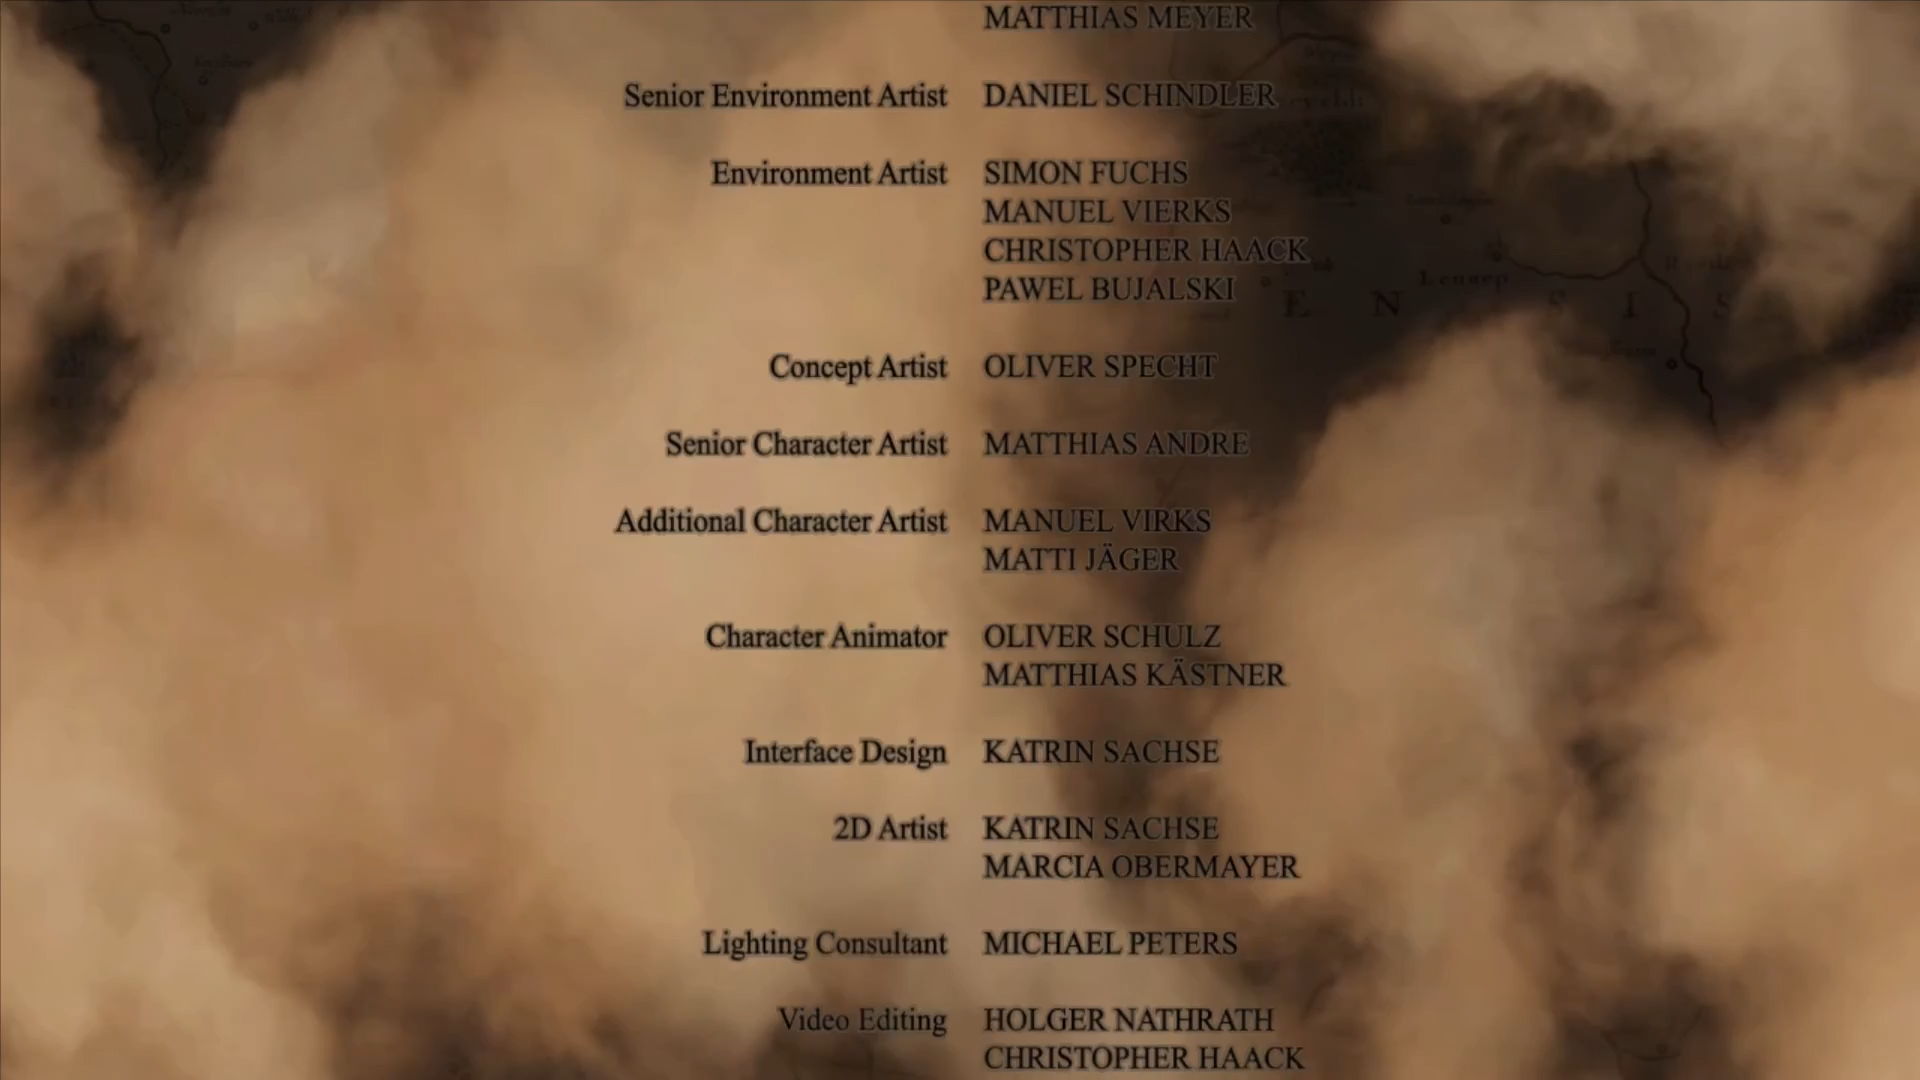 MATTHIAS MEYER
Senior Environment Artist DANIEL SCHINDLER
Environment Artist SIMON FUCHS
MANUEL VIERKS
CHRISTOPHER HAACK
PAWEL BUJALSKI
E N S I S
Lennep
Concept Artist OLIVER SPECHT
Senior Character Artist MATTHIAS ANDRE
Additional Character Artist MANUEL VIRKS
MATTI JÄGER
Character Animator OLIVER SCHULZ
MATTHIAS KÄSTNER
Interface Design KATRIN SACHSE
2D Artist KATRIN SACHSE
MARCIA OBERMAYER
Lighting Consultant MICHAEL PETERS
Video Editing HOLGER NATHRATH
CHRISTOPHER HAACK